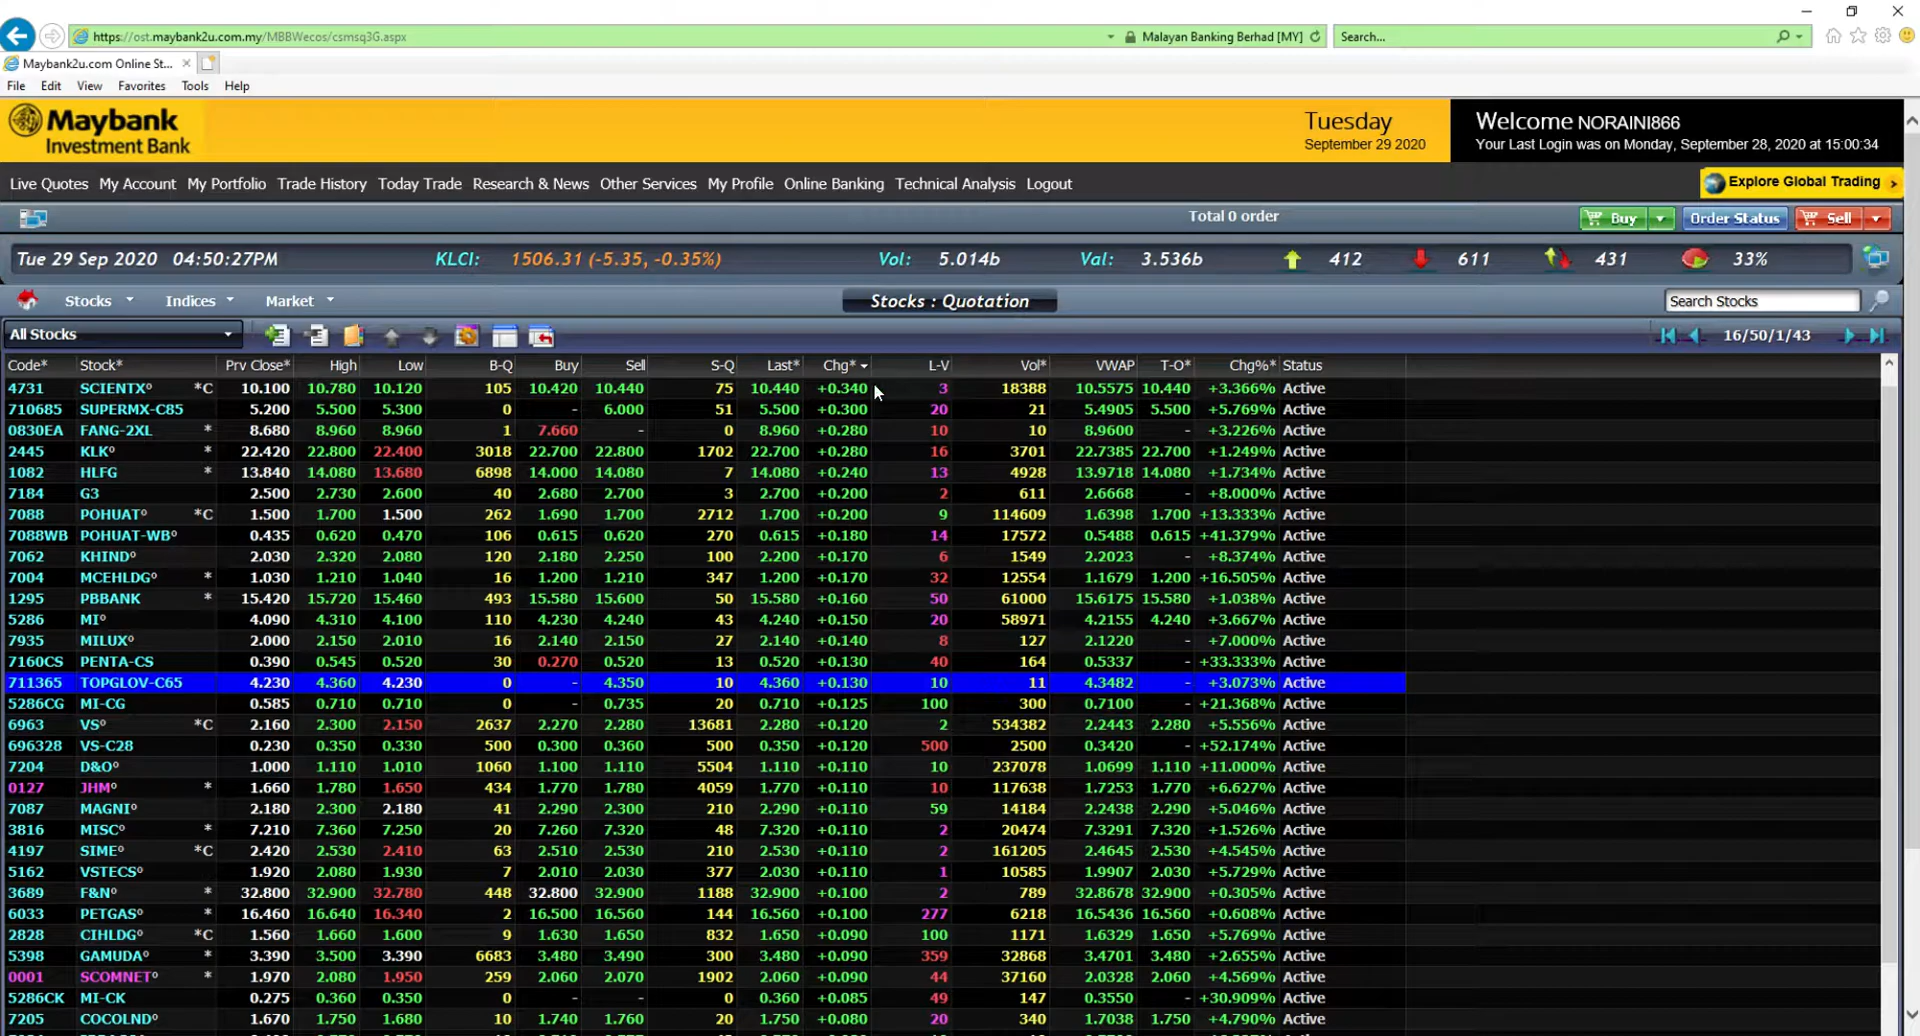 https://ost.maybank2u.com.my/MBBWecos/csmsq3G.aspx Malayan Banking Berhad [MY] Search...
Maybank2u.com Online St...
File Edit View Favorites Tools Help
Maybank
Investment Bank
Tuesday
September 29 2020
Welcome NORAINI866
Your Last Login was on Monday, September 28, 2020 at 15:00:34
Live Quotes My Account My Portfolio Trade History Today Trade Research & News Other Services My Profile Online Banking Technical Analysis Logout
Explore Global Trading
Total 0 order Buy Order Status Sell
Tue 29 Sep 2020 04:50:27PM KLCI: 1506.31 (-5.35, -0.35%) Vol: 5.014b Val: 3.536b 412 611 431 33%
Stocks Indices Market Stocks : Quotation Search Stocks
All Stocks 16/50/1/43
Code* Stock* Prv Close* High Low B-Q Buy Sell S-Q Last* Chg* L-V Vol* VWAP T-O* Chg%* Status
4731 SCIENTXº *C 10.100 10.780 10.120 105 10.420 10.440 75 10.440 +0.340 3 18388 10.5575 10.440 +3.366% Active
710685 SUPERMX-C85 5.200 5.500 5.300 0 - 6.000 51 5.500 +0.300 20 21 5.4905 5.500 +5.769% Active
0830EA FANG-2XL * 8.680 8.960 8.960 1 7.660 - 0 8.960 +0.280 10 10 8.9600 - +3.226% Active
2445 KLKº * 22.420 22.800 22.400 3018 22.700 22.800 1702 22.700 +0.280 16 3701 22.7385 22.700 +1.249% Active
1082 HLFG * 13.840 14.080 13.680 6898 14.000 14.080 7 14.080 +0.240 13 4928 13.9718 14.080 +1.734% Active
7184 G3 2.500 2.730 2.600 40 2.680 2.700 3 2.700 +0.200 2 611 2.6668 - +8.000% Active
7088 POHUATº *C 1.500 1.700 1.500 262 1.690 1.700 2712 1.700 +0.200 9 114609 1.6398 1.700 +13.333% Active
7088WB POHUAT-WBº 0.435 0.620 0.470 106 0.615 0.620 270 0.615 +0.180 14 17572 0.5488 0.615 +41.379% Active
7062 KHIND º 2.030 2.320 2.080 120 2.180 2.250 100 2.200 +0.170 6 1549 2.2023 - +8.374% Active
7004 MCEHLDGº * 1.030 1.210 1.040 16 1.200 1.210 347 1.200 +0.170 32 12554 1.1679 1.200 +16.505% Active
1295 PBBANK * 15.420 15.720 15.460 493 15.580 15.600 50 15.580 +0.160 50 61000 15.6175 15.580 +1.038% Active
5286 MIº 4.090 4.310 4.100 110 4.230 4.240 43 4.240 +0.150 20 58971 4.2155 4.240 +3.667% Active
7935 MILUX 2.000 2.150 2.010 16 2.140 2.150 27 2.140 +0.140 8 127 2.1220 - +7.000% Active
7160CS PENTA-CS 0.390 0.545 0.520 30 0.270 0.520 13 0.520 +0.130 40 164 0.5337 - +33.333% Active
711365 TOPGLOV-C65 4.230 4.360 4.230 0 - 4.350 10 4.360 +0.130 10 11 4.3482 - +3.073% Active
5286CG MI-CG 0.585 0.710 0.710 0 - 0.735 20 0.710 +0.125 100 300 0.7100 - +21.368% Active
6963 VSº *C 2.160 2.300 2.150 2637 2.270 2.280 13681 2.280 +0.120 2 534382 2.2443 2.280 +5.556% Active
696328 VS-C28 0.230 0.350 0.330 500 0.300 0.360 500 0.350 +0.120 500 2500 0.3420 - +52.174% Active
7204 D&Oº 1.000 1.110 1.010 1060 1.100 1.110 5504 1.110 +0.110 10 237078 1.0699 1.110 +11.000% Active
0127 JHMº * 1.660 1.780 1.650 434 1.770 1.780 4059 1.770 +0.110 10 117638 1.7253 1.770 +6.627% Active
7087 MAGNIº 2.180 2.300 2.180 41 2.290 2.300 210 2.290 +0.110 59 14184 2.2438 2.290 +5.046% Active
3816 MISCº * 7.210 7.360 7.250 20 7.260 7.320 48 7.320 +0.110 2 20474 7.3291 7.320 +1.526% Active
4197 SIMEº *C 2.420 2.530 2.410 63 2.510 2.530 210 2.530 +0.110 2 161205 2.4645 2.530 +4.545% Active
5162 VSTECSº 1.920 2.080 1.930 7 2.010 2.030 377 2.030 +0.110 1 10585 1.9907 2.030 +5.729% Active
3689 F&Nº * 32.800 32.900 32.780 448 32.800 32.900 1188 32.900 +0.100 2 789 32.8678 32.900 +0.305% Active
6033 PETGASº * 16.460 16.640 16.340 2 16.500 16.560 144 16.560 +0.100 277 6218 16.5436 16.560 +0.608% Active
2828 CIHLDGº *C 1.560 1.660 1.600 9 1.630 1.650 832 1.650 +0.090 100 1171 1.6329 1.650 +5.769% Active
5398 GAMUDAº * 3.390 3.500 3.390 6683 3.480 3.490 300 3.480 +0.090 359 32868 3.4701 3.480 +2.655% Active
0001 SCOMNETº * 1.970 2.080 1.950 259 2.060 2.070 1902 2.060 +0.090 44 37160 2.0328 2.060 +4.569% Active
5286CK MI-CK 0.275 0.360 0.350 0 - - 0 0.360 +0.085 49 147 0.3550 - +30.909% Active
7205 COCOLNDº 1.670 1.750 1.680 10 1.740 1.760 20 1.750 +0.080 20 340 1.7038 1.750 +4.790% Active